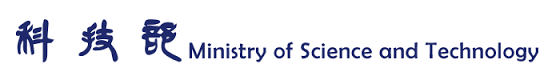 科技部 Ministry of Science and Technology